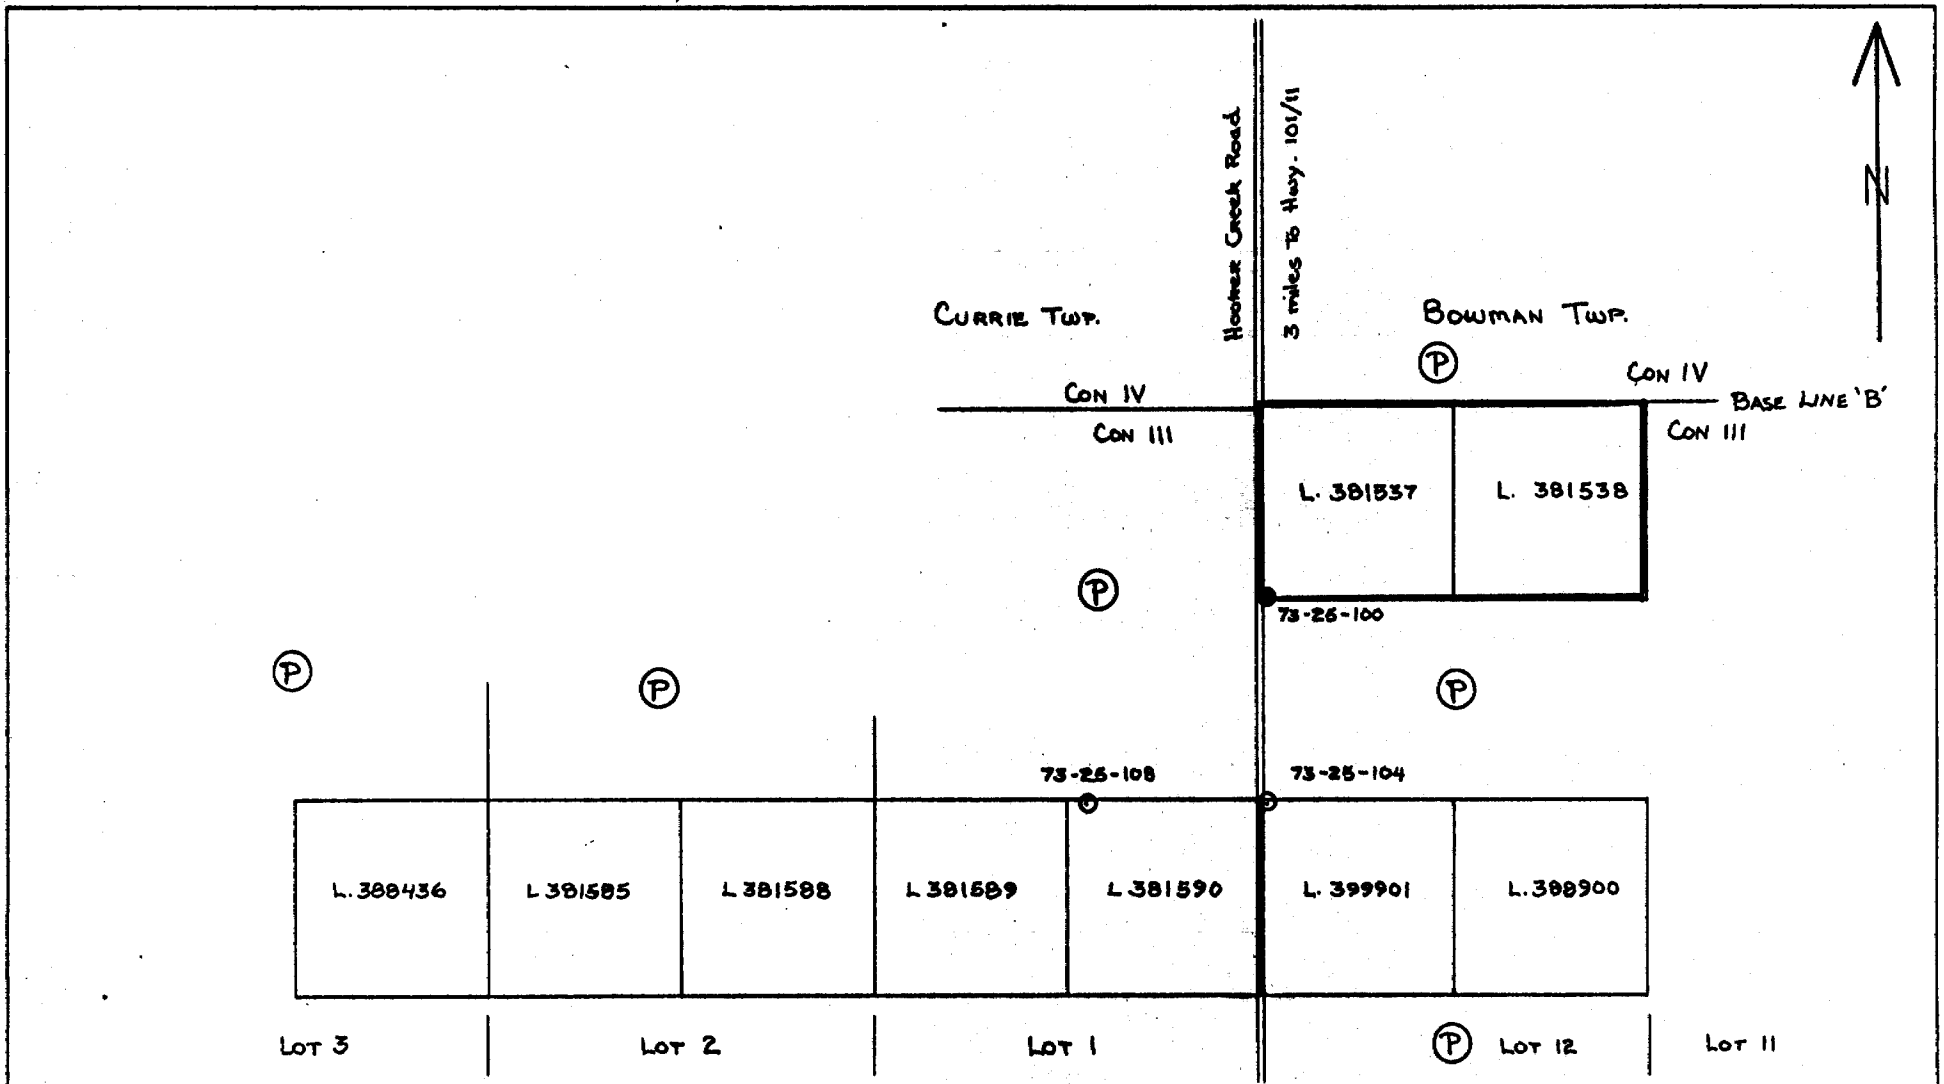 N
Hooker Creek Road
3 miles to Hwy. 101/11
CURRIE TWP.
BOWMAN TWP.
P
CON IV
CON IV
BASE LINE 'B'
CON III
CON III
L. 381537
L. 381538
P
73-25-100
P
P
P
73-25-108
73-25-104
L. 388436
L 381585
L 381588
L 381589
L 381590
L. 399901
L. 388900
LOT 3
LOT 2
LOT 1
P
LOT 12
LOT 11